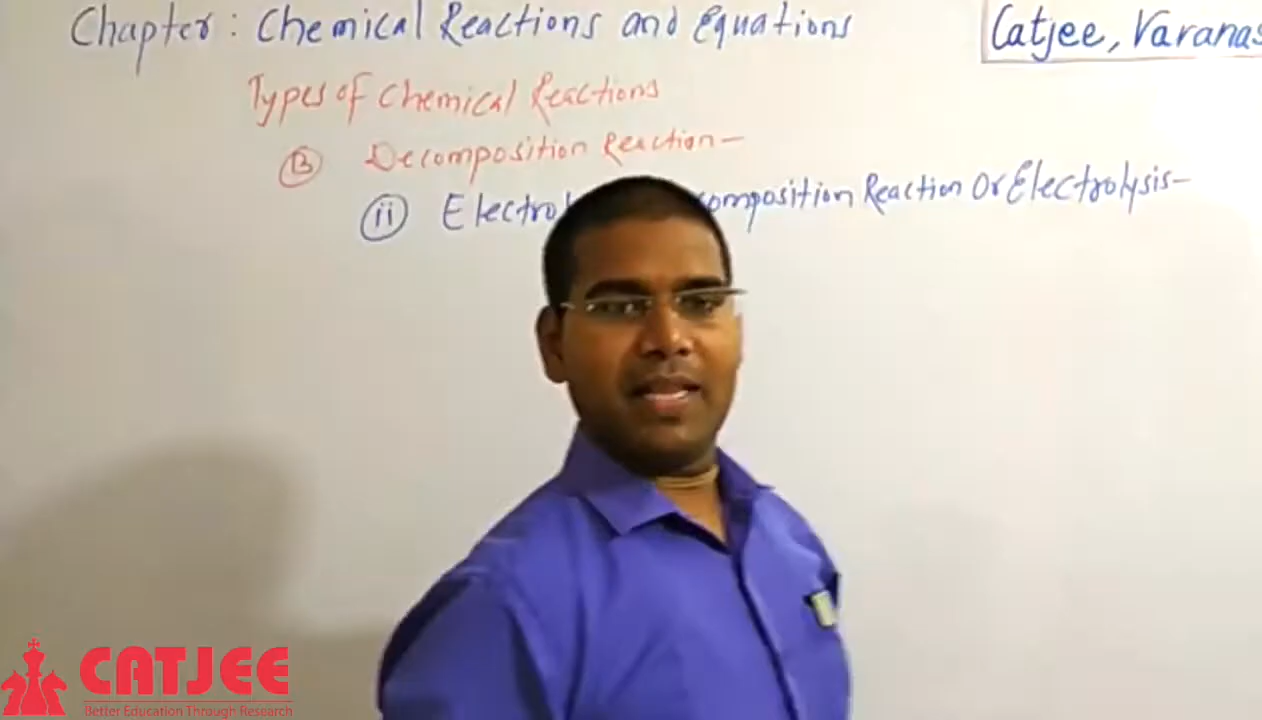 Chapter : Chemical Reactions and Equations
Catjee, Varanas
Types of Chemical Reactions
B Decomposition Reaction-
ii Electrol composition Reaction Or Electrolysis-
CATJEE
Better Education Through Research